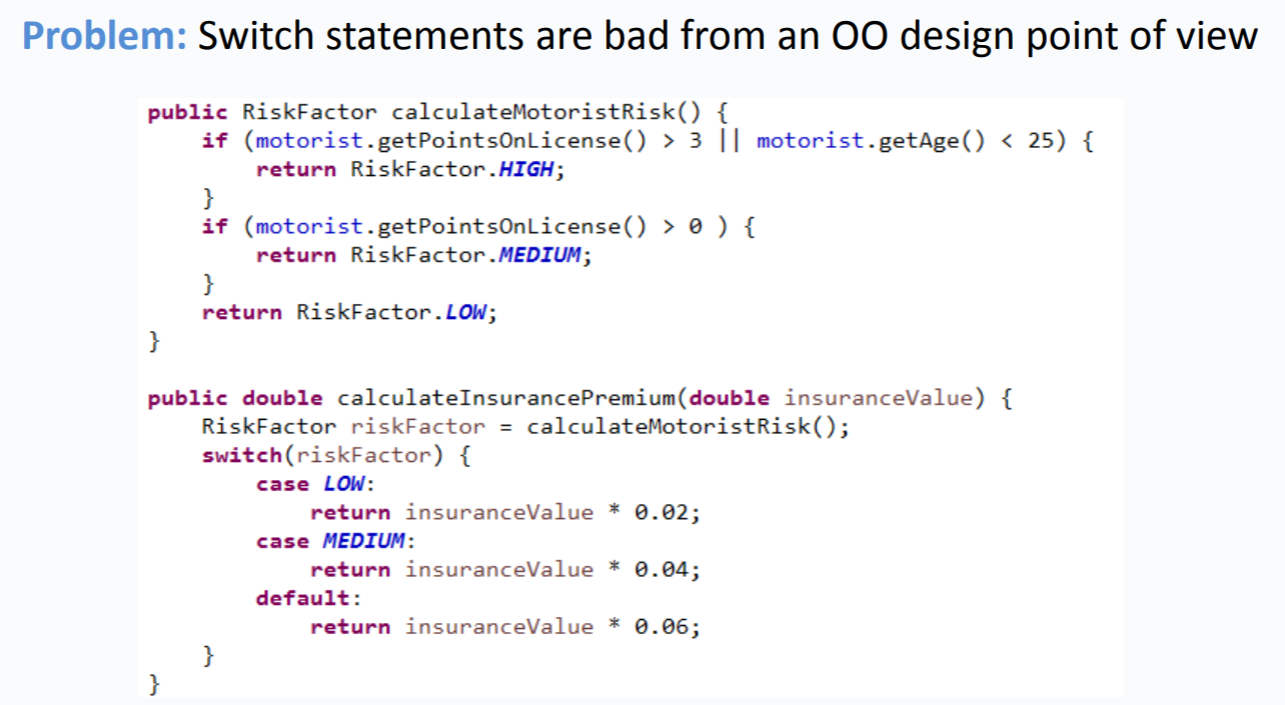 Problem: Switch statements are bad from an OO design point of view
public RiskFactor calculateMotoristRisk() {
    if (motorist.getPointsOnLicense() > 3 || motorist.getAge() < 25) {
        return RiskFactor.HIGH;
    }
    if (motorist.getPointsOnLicense() > 0 ) {
        return RiskFactor.MEDIUM;
    }
    return RiskFactor.LOW;
}
public double calculateInsurancePremium(double insuranceValue) {
    RiskFactor riskFactor = calculateMotoristRisk();
    switch(riskFactor) {
        case LOW:
            return insuranceValue * 0.02;
        case MEDIUM:
            return insuranceValue * 0.04;
        default:
            return insuranceValue * 0.06;
    }
}